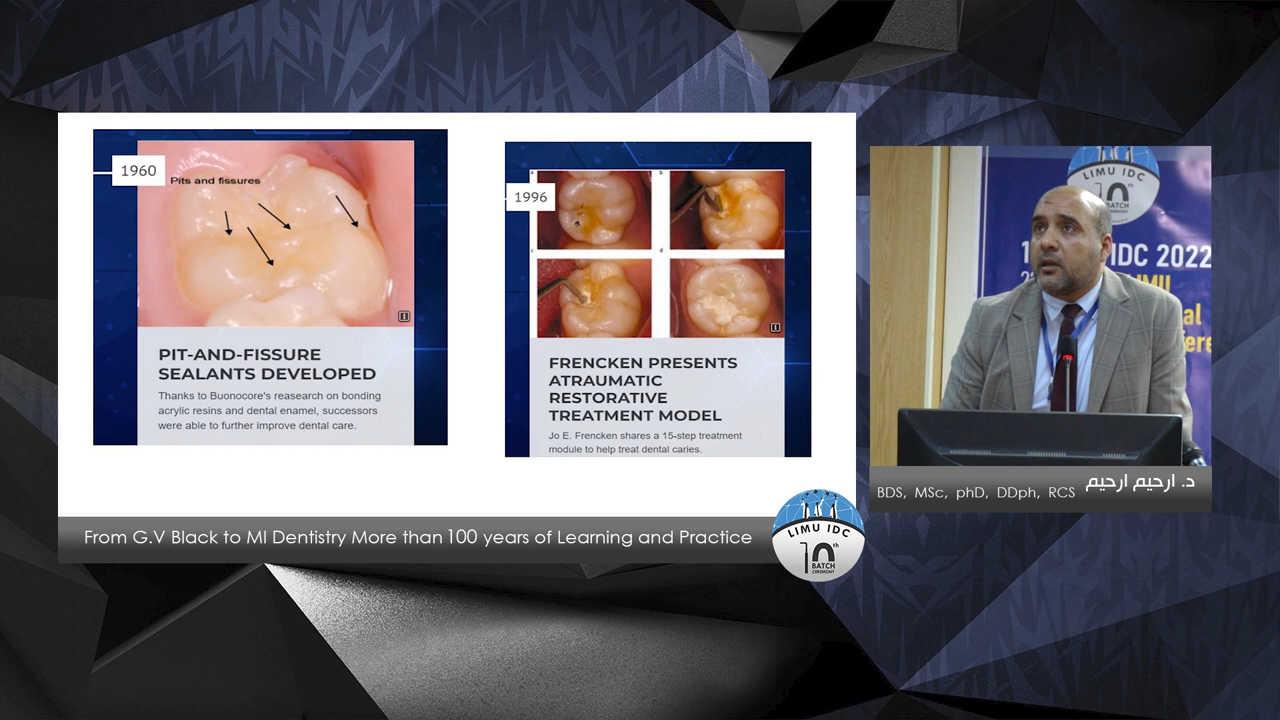 1960
Pits and fissures
PIT-AND-FISSURE
SEALANTS DEVELOPED
Thanks to Buonocore's reasearch on bonding
acrylic resins and dental enamel, successors
were able to further improve dental care.
1996
a
b
c
d
FRENCKEN PRESENTS
ATRAUMATIC
RESTORATIVE
TREATMENT MODEL
Jo E. Frencken shares a 15-step treatment
module to help treat dental caries.
From G.V Black to MI Dentistry More than 100 years of Learning and Practice
LIMU IDC
10th
BATCH
CEREMONY
LIMU IDC
10th
BATCH
CEREMONY
IDC 2022
BDS, MSc, phD, DDph, RCS
د. ارحيم ارحيم